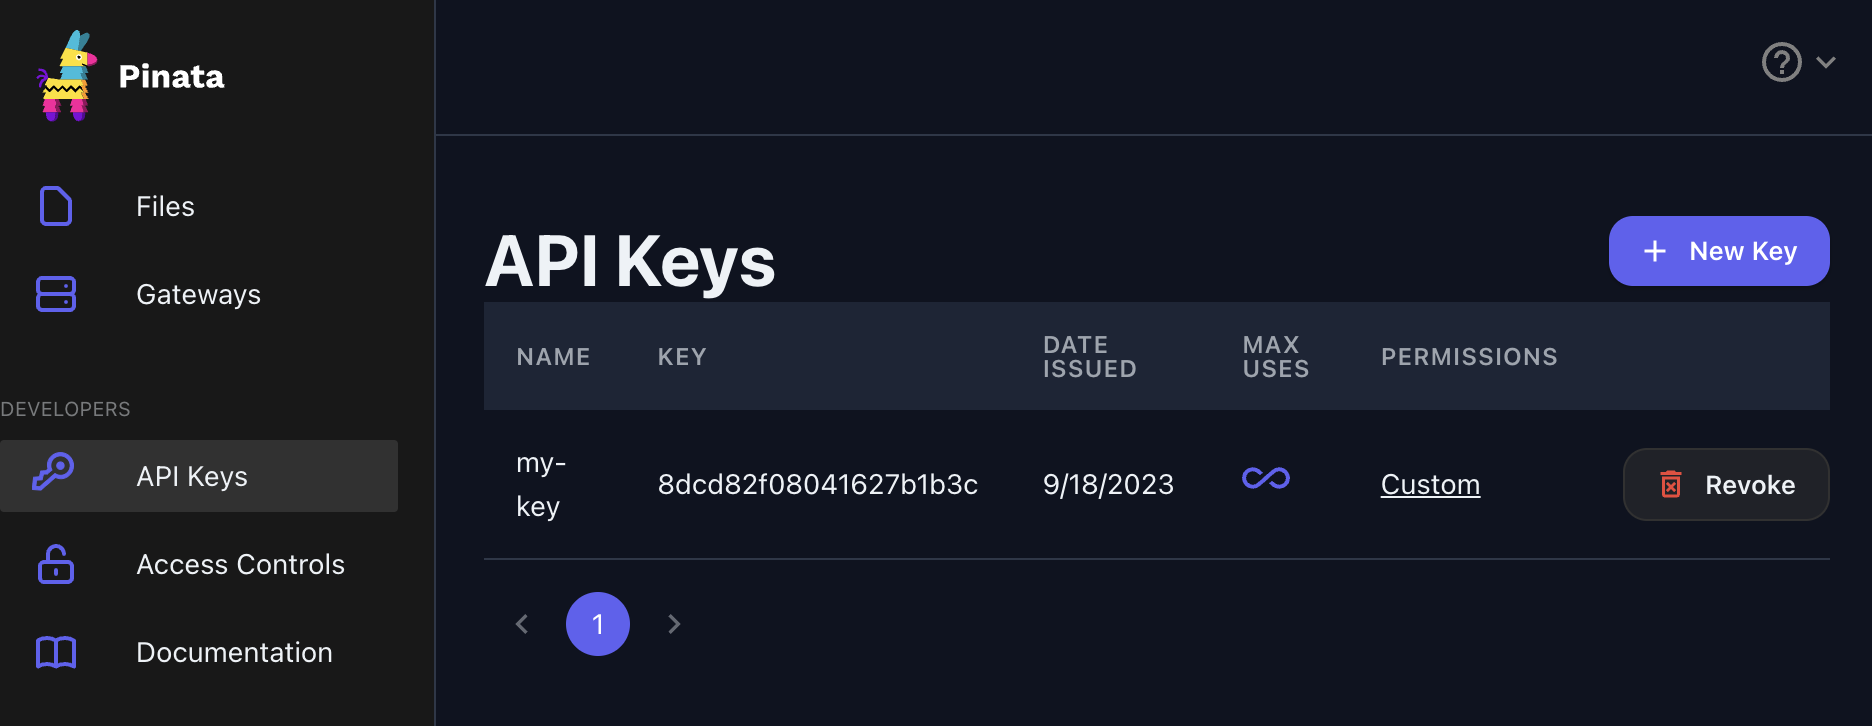 Pinata
Files
Gateways
DEVELOPERS
API Keys
Access Controls
Documentation
API Keys
New Key
NAME KEY DATE ISSUED MAX USES PERMISSIONS
my-key 8dcd82f08041627b1b3c 9/18/2023 Custom Revoke
1